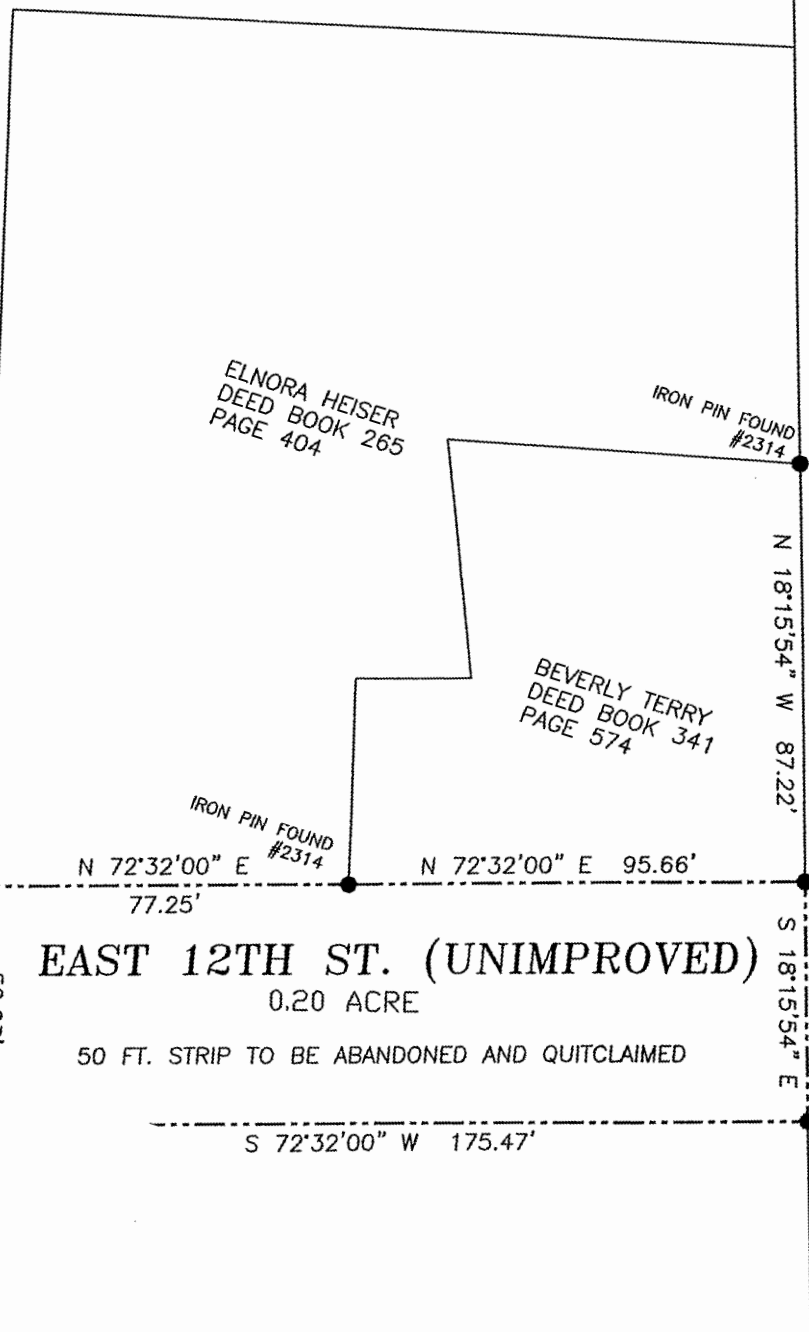 ELNORA HEISER
DEED BOOK 265
PAGE 404
IRON PIN FOUND
#2314
N 18°15'54" W 87.22'
BEVERLY TERRY
DEED BOOK 341
PAGE 574
IRON PIN FOUND
#2314
N 72°32'00" E
77.25'
N 72°32'00" E 95.66'
EAST 12TH ST. (UNIMPROVED)
0.20 ACRE
50 FT. STRIP TO BE ABANDONED AND QUITCLAIMED
S 18°15'54" E
S 72°32'00" W 175.47'